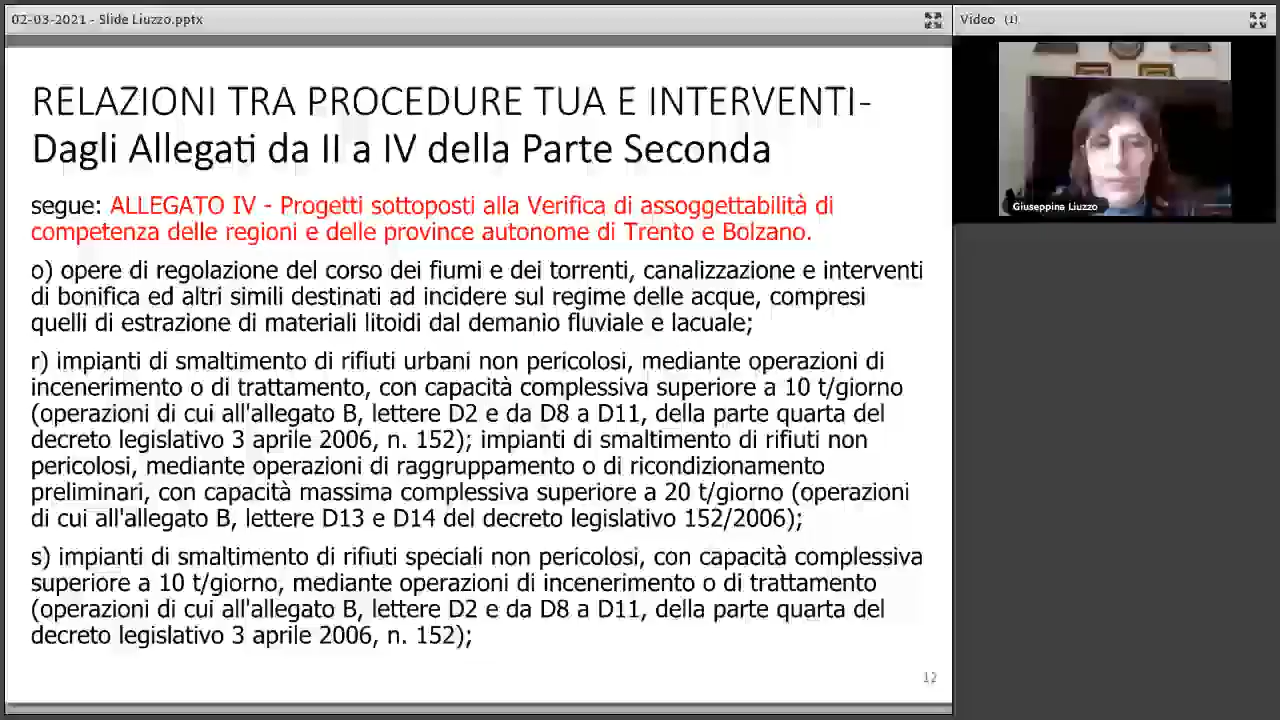 02-03-2021 - Slide Liuzzo.pptx
Video (1)
RELAZIONI TRA PROCEDURE TUA E INTERVENTI-
Dagli Allegati da II a IV della Parte Seconda
segue: ALLEGATO IV - Progetti sottoposti alla Verifica di assoggettabilità di
competenza delle regioni e delle province autonome di Trento e Bolzano.
o) opere di regolazione del corso dei fiumi e dei torrenti, canalizzazione e interventi
di bonifica ed altri simili destinati ad incidere sul regime delle acque, compresi
quelli di estrazione di materiali litoidi dal demanio fluviale e lacuale;
r) impianti di smaltimento di rifiuti urbani non pericolosi, mediante operazioni di
incenerimento o di trattamento, con capacità complessiva superiore a 10 t/giorno
(operazioni di cui all'allegato B, lettere D2 e da D8 a D11, della parte quarta del
decreto legislativo 3 aprile 2006, n. 152); impianti di smaltimento di rifiuti non
pericolosi, mediante operazioni di raggruppamento o di ricondizionamento
preliminari, con capacità massima complessiva superiore a 20 t/giorno (operazioni
di cui all'allegato B, lettere D13 e D14 del decreto legislativo 152/2006);
s) impianti di smaltimento di rifiuti speciali non pericolosi, con capacità complessiva
superiore a 10 t/giorno, mediante operazioni di incenerimento o di trattamento
(operazioni di cui all'allegato B, lettere D2 e da D8 a D11, della parte quarta del
decreto legislativo 3 aprile 2006, n. 152);
12
Giuseppina Liuzzo